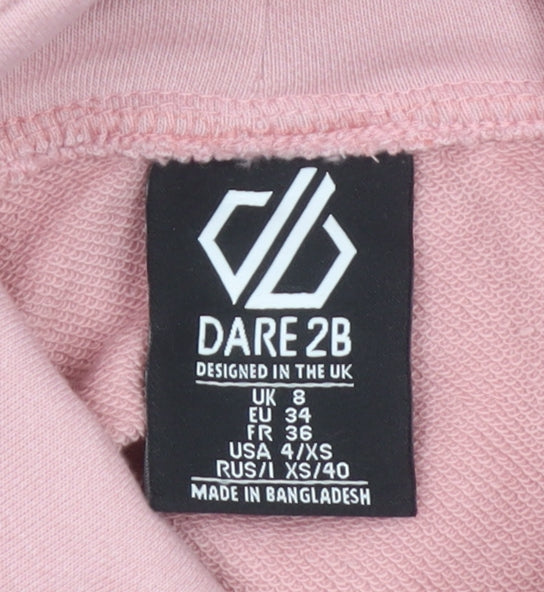 DARE 2B
DESIGNED IN THE UK
UK 8
EU 34
FR 36
USA 4/XS
RUS/I XS/40
MADE IN BANGLADESH